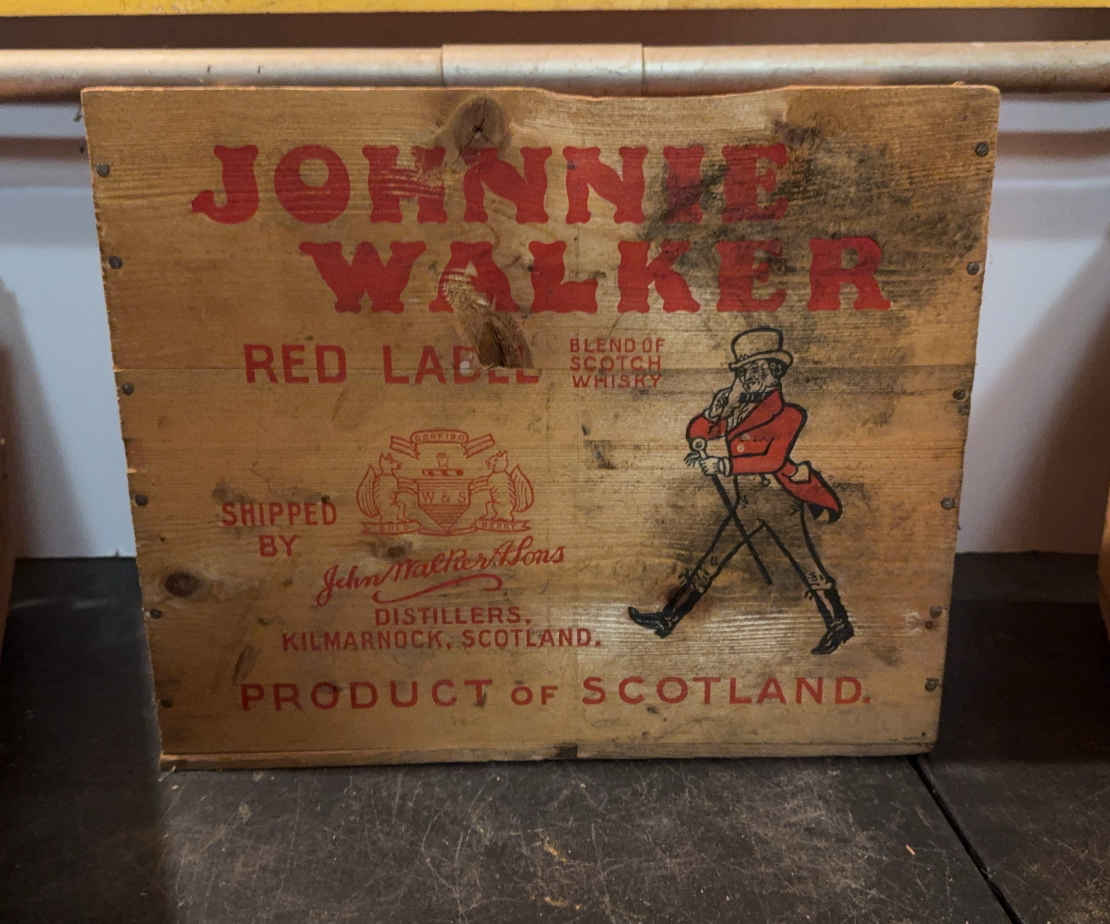 JOHNNIE
WALKER
RED LABEL
BLEND OF
SCOTCH
WHISKY
W & S
SHIPPED
BY
John Walker & Sons
DISTILLERS,
KILMARNOCK, SCOTLAND.
PRODUCT OF SCOTLAND.